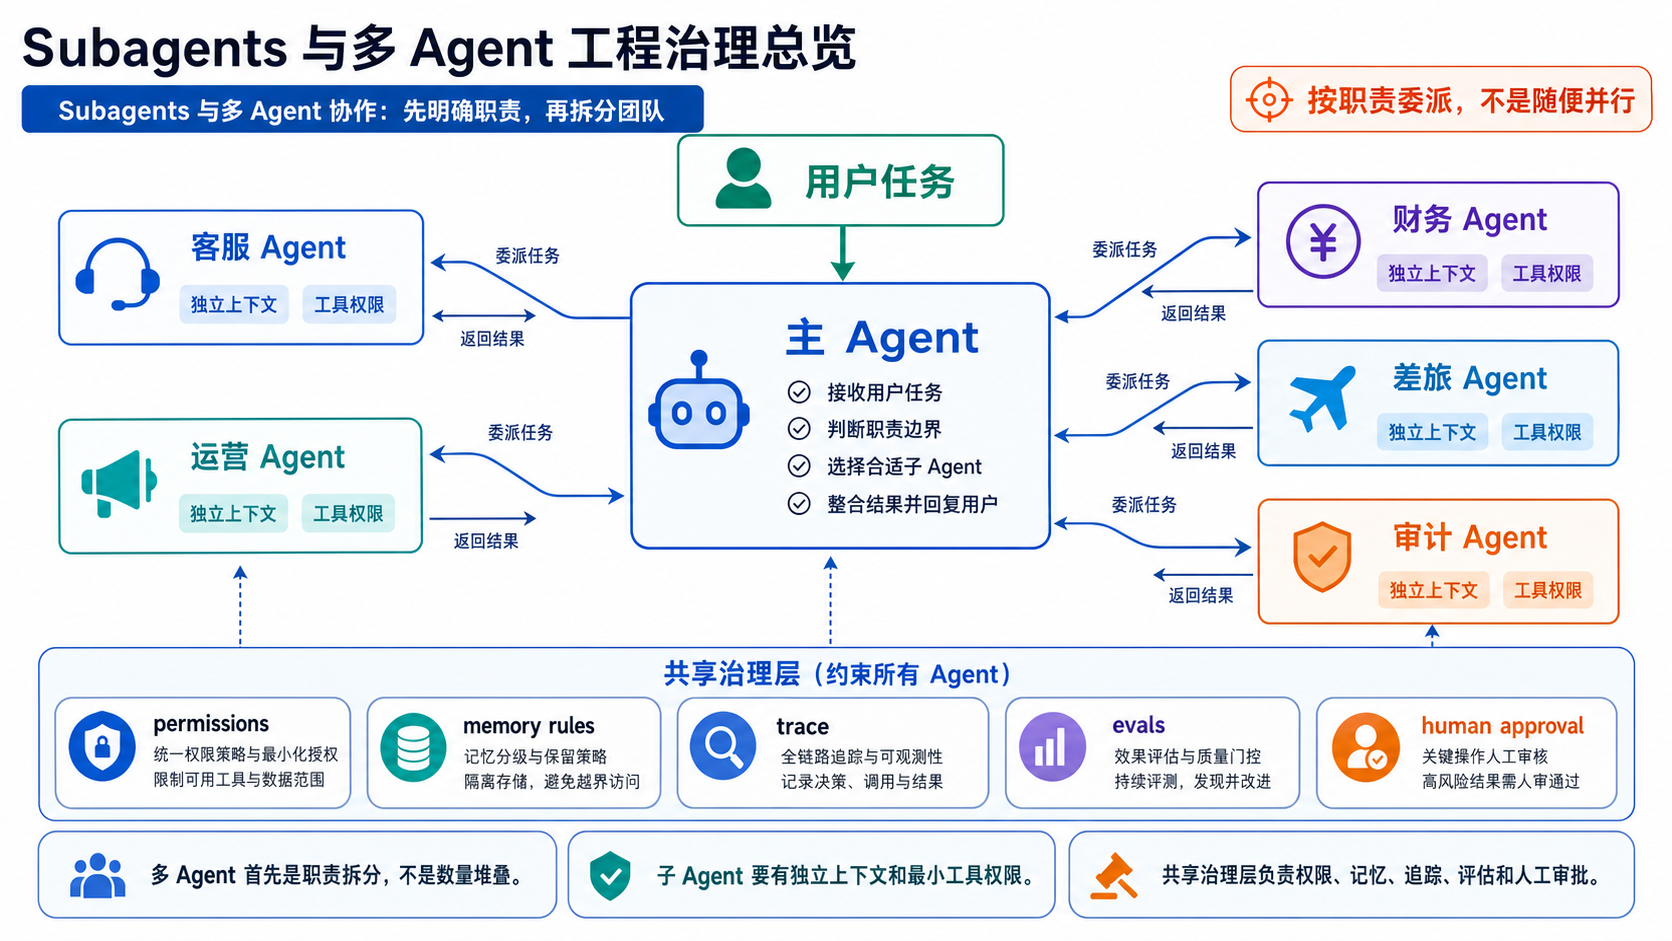 Subagents 与多 Agent 工程治理总览
Subagents 与多 Agent 协作：先明确职责，再拆分团队
按职责委派，不是随便并行
用户任务
客服 Agent
独立上下文
工具权限
委派任务
返回结果
运营 Agent
独立上下文
工具权限
委派任务
返回结果
主 Agent
接收用户任务
判断职责边界
选择合适子 Agent
整合结果并回复用户
委派任务
返回结果
财务 Agent
独立上下文
工具权限
委派任务
返回结果
差旅 Agent
独立上下文
工具权限
委派任务
返回结果
审计 Agent
独立上下文
工具权限
共享治理层（约束所有 Agent）
permissions
统一权限策略与最小化授权
限制可用工具与数据范围
memory rules
记忆分级与保留策略
隔离存储，避免越界访问
trace
全链路追踪与可观测性
记录决策、调用与结果
evals
效果评估与质量门控
持续评测，发现并改进
human approval
关键操作人工审核
高风险结果需人审通过
多 Agent 首先是职责拆分，不是数量堆叠。
子 Agent 要有独立上下文和最小工具权限。
共享治理层负责权限、记忆、追踪、评估和人工审批。